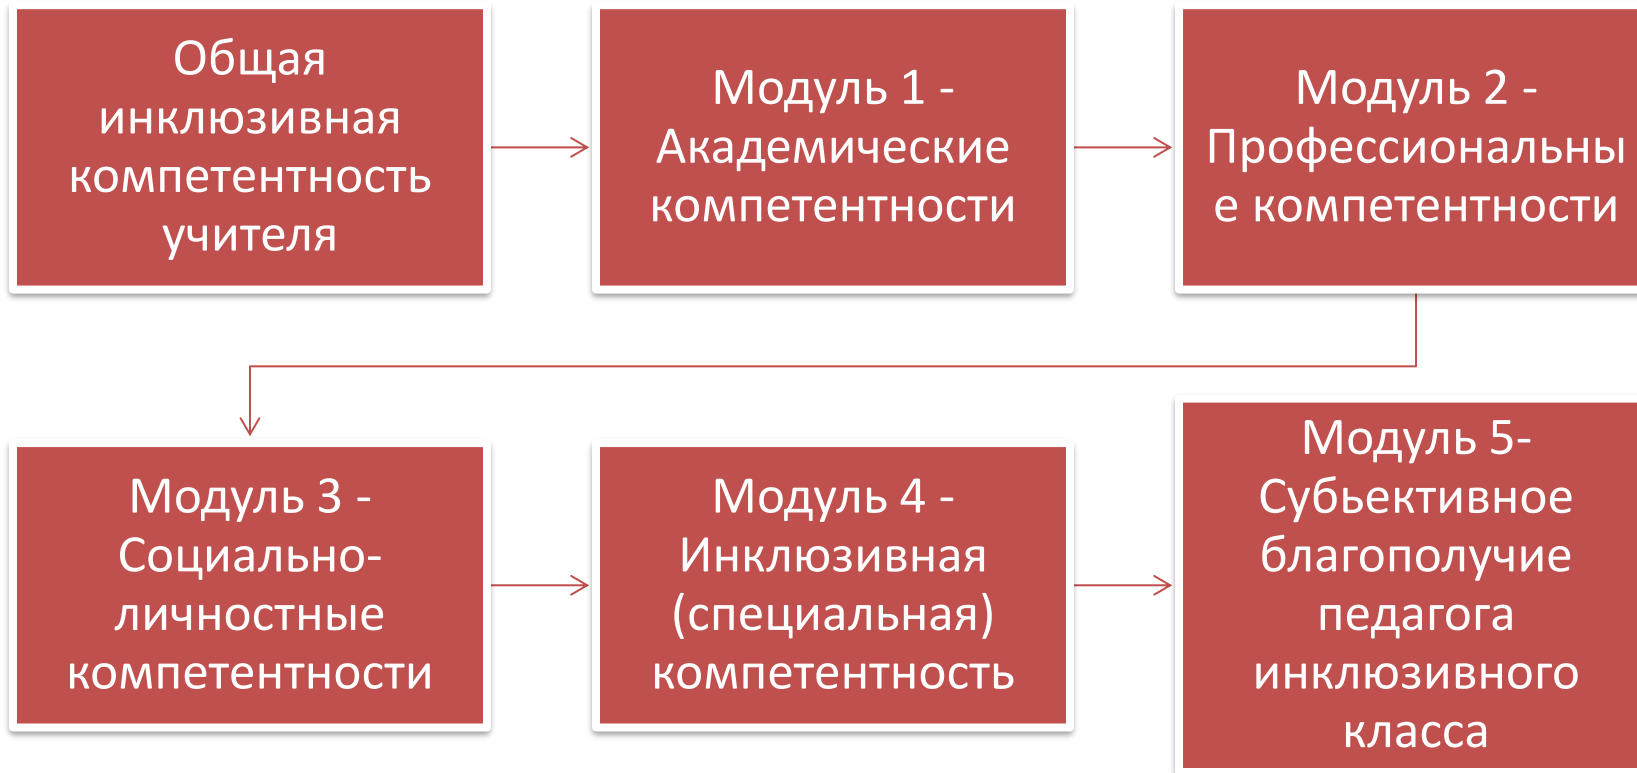 Общая
инклюзивная
компетентность
учителя
Модуль 1 -
Академические
компетентности
Модуль 2 -
Профессиональны
е компетентности
Модуль 3 -
Социально-
личностные
компетентности
Модуль 4 -
Инклюзивная
(специальная)
компетентность
Модуль 5-
Субьективное
благополучие
педагога
инклюзивного
класса